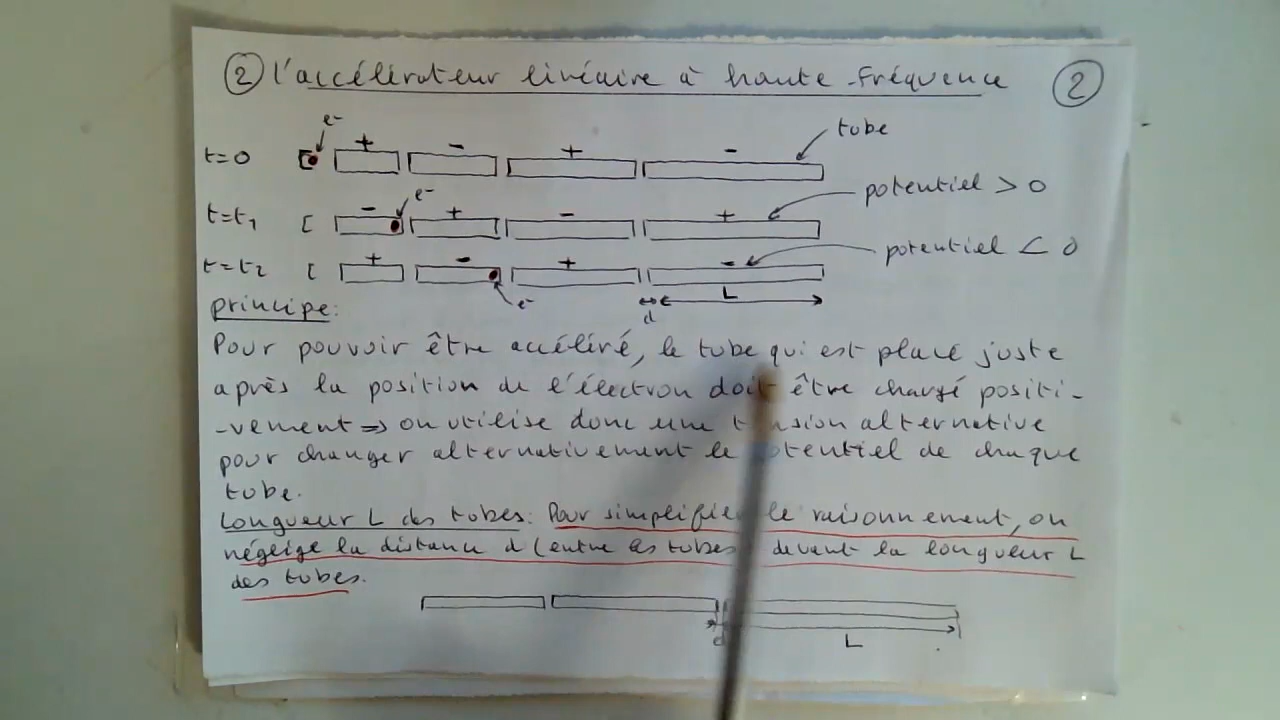 ② l'accélérateur linéaire à haute-fréquence ②
e-
t=0 + - + - tube
e-
t=t1 - + - + potentiel > 0
t=t2 + - + - potentiel < 0
e- d L
principe:
Pour pouvoir être accéléré, le tube qui est placé juste
après la position de l'électron doit être chargé positi-
-vement => on utilise donc une tension alternative
pour changer alternativement le potentiel de chaque
tube.
Longueur L des tubes: Pour simplifier le raisonnement, on
néglige la distance d (entre les tubes) devant la longueur L
des tubes.
d L